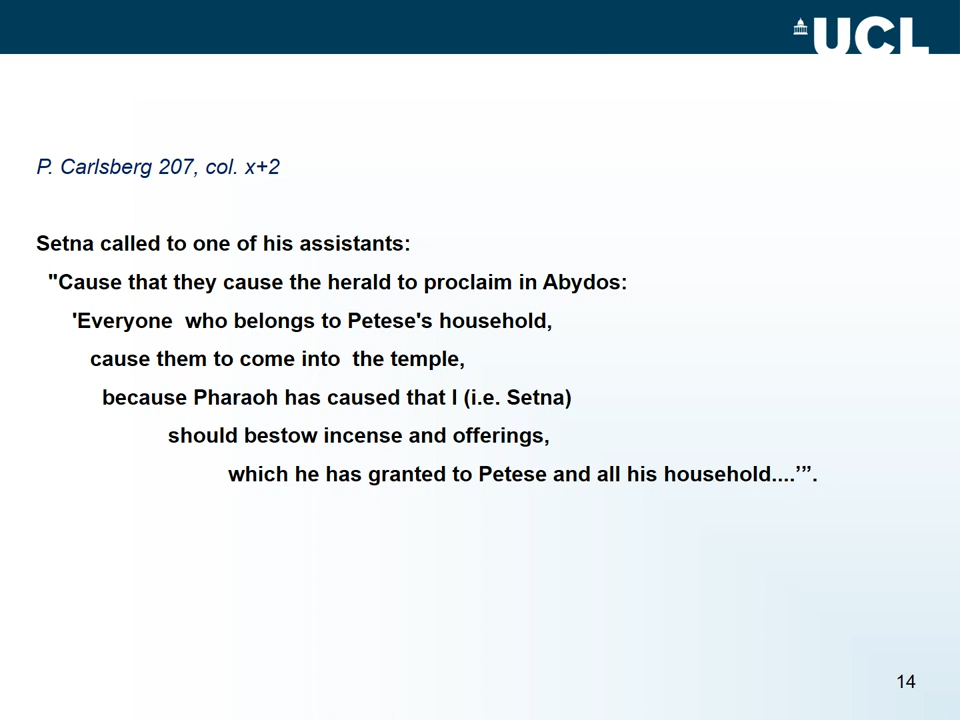 UCL
P. Carlsberg 207, col. x+2
Setna called to one of his assistants:
"Cause that they cause the herald to proclaim in Abydos:
'Everyone  who belongs to Petese's household,
cause them to come into  the temple,
because Pharaoh has caused that I (i.e. Setna)
should bestow incense and offerings,
which he has granted to Petese and all his household....’”.
14